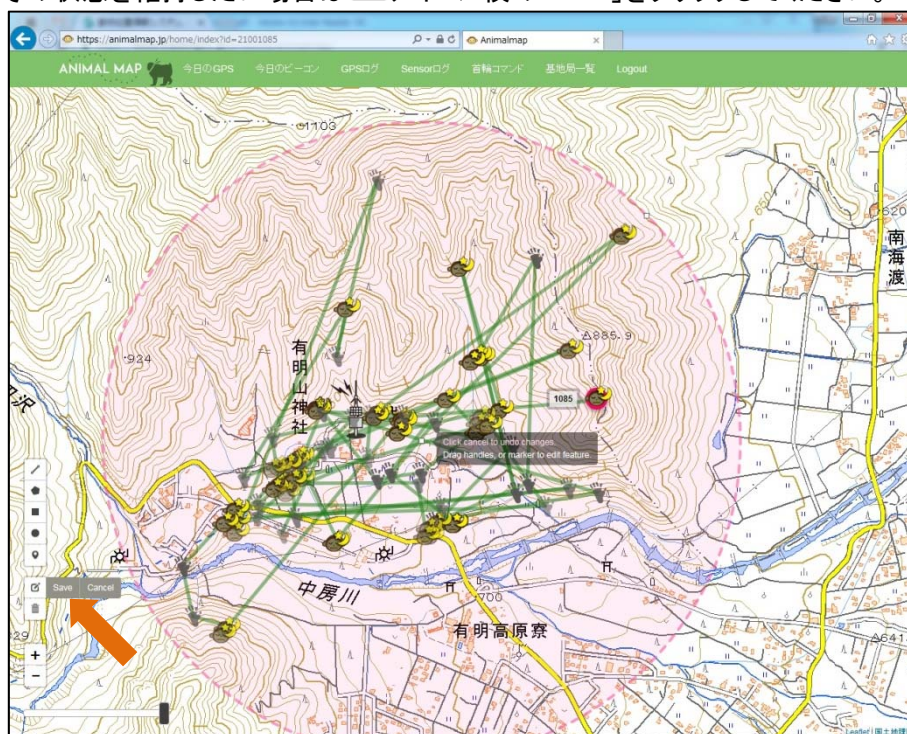 https://animalmap.jp/home/index?id=21001085
Animalmap
ANIMAL MAP 今日のGPS 今日のビーコン GPSログ Sensorログ 首輪コマンド 基地局一覧 Logout
1103
620
南海渡
885.9
934
有明山神社
1085
Click cancel to undo changes.
Drag handles, or marker to edit feature.
Save Cancel
中房川
700
有明高原寮
641
Leaflet | 国土地理